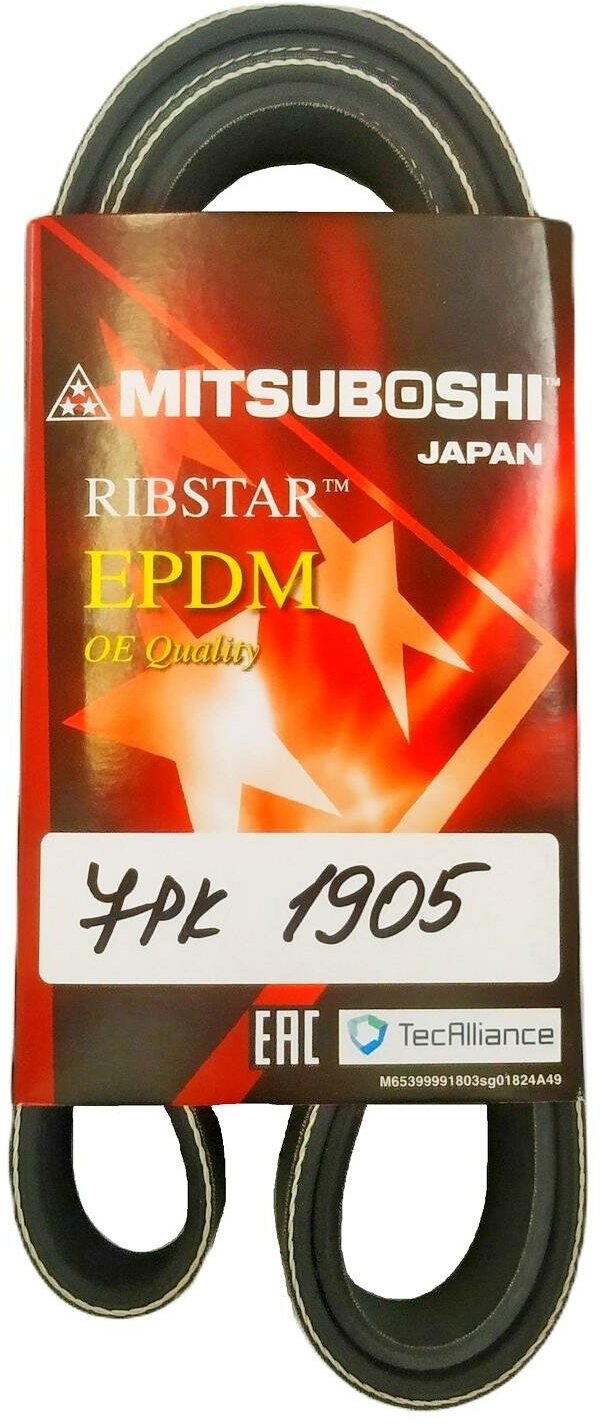 MITSUBOSHI™
JAPAN
RIBSTAR™
EPDM
OE Quality
7PK 1905
EAC TecAlliance
M65399991803sg01824A49